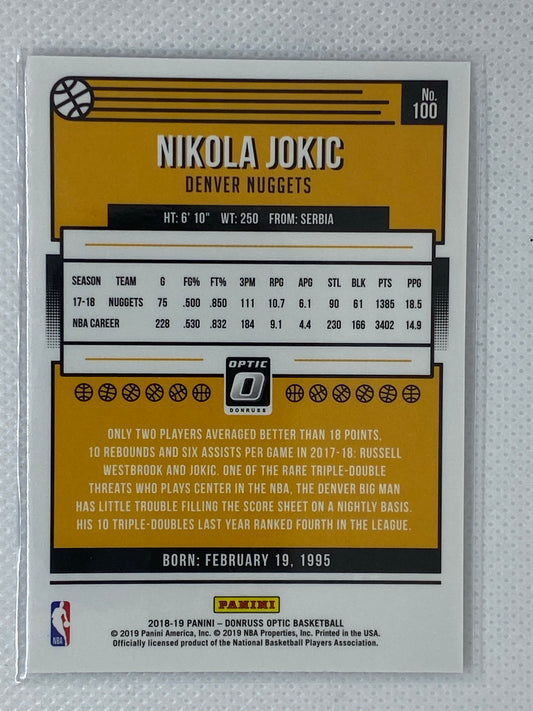 No.
100
NIKOLA JOKIC
DENVER NUGGETS
HT: 6' 10" WT: 250 FROM: SERBIA
SEASON TEAM G FG% FT% 3PM RPG APG STL BLK PTS PPG
17-18 NUGGETS 75 .500 .850 111 10.7 6.1 90 61 1385 18.5
NBA CAREER 228 .530 .832 184 9.1 4.4 230 166 3402 14.9
OPTIC
O
DONRUSS
ONLY TWO PLAYERS AVERAGED BETTER THAN 18 POINTS,
10 REBOUNDS AND SIX ASSISTS PER GAME IN 2017-18: RUSSELL
WESTBROOK AND JOKIC. ONE OF THE RARE TRIPLE-DOUBLE
THREATS WHO PLAYS CENTER IN THE NBA, THE DENVER BIG MAN
HAS LITTLE TROUBLE FILLING THE SCORE SHEET ON A NIGHTLY BASIS.
HIS 10 TRIPLE-DOUBLES LAST YEAR RANKED FOURTH IN THE LEAGUE.
BORN: FEBRUARY 19, 1995
PANINI
NBA
2018-19 PANINI – DONRUSS OPTIC BASKETBALL
© 2019 Panini America, Inc. © 2019 NBA Properties, Inc. Printed in the USA.
Officially licensed product of the National Basketball Players Association.